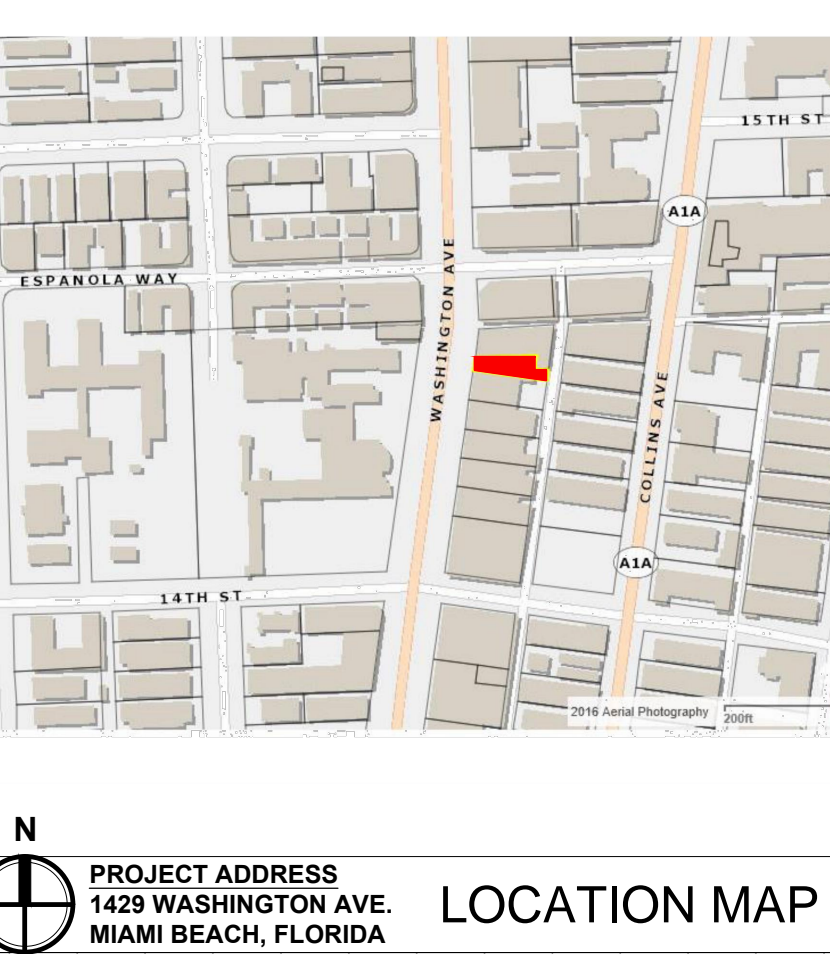 15TH ST
A1A
WASHINGTON AVE
ESPANOLA WAY
COLLINS AVE
A1A
14TH ST
2016 Aerial Photography
200ft
N
PROJECT ADDRESS
1429 WASHINGTON AVE.
MIAMI BEACH, FLORIDA
LOCATION MAP